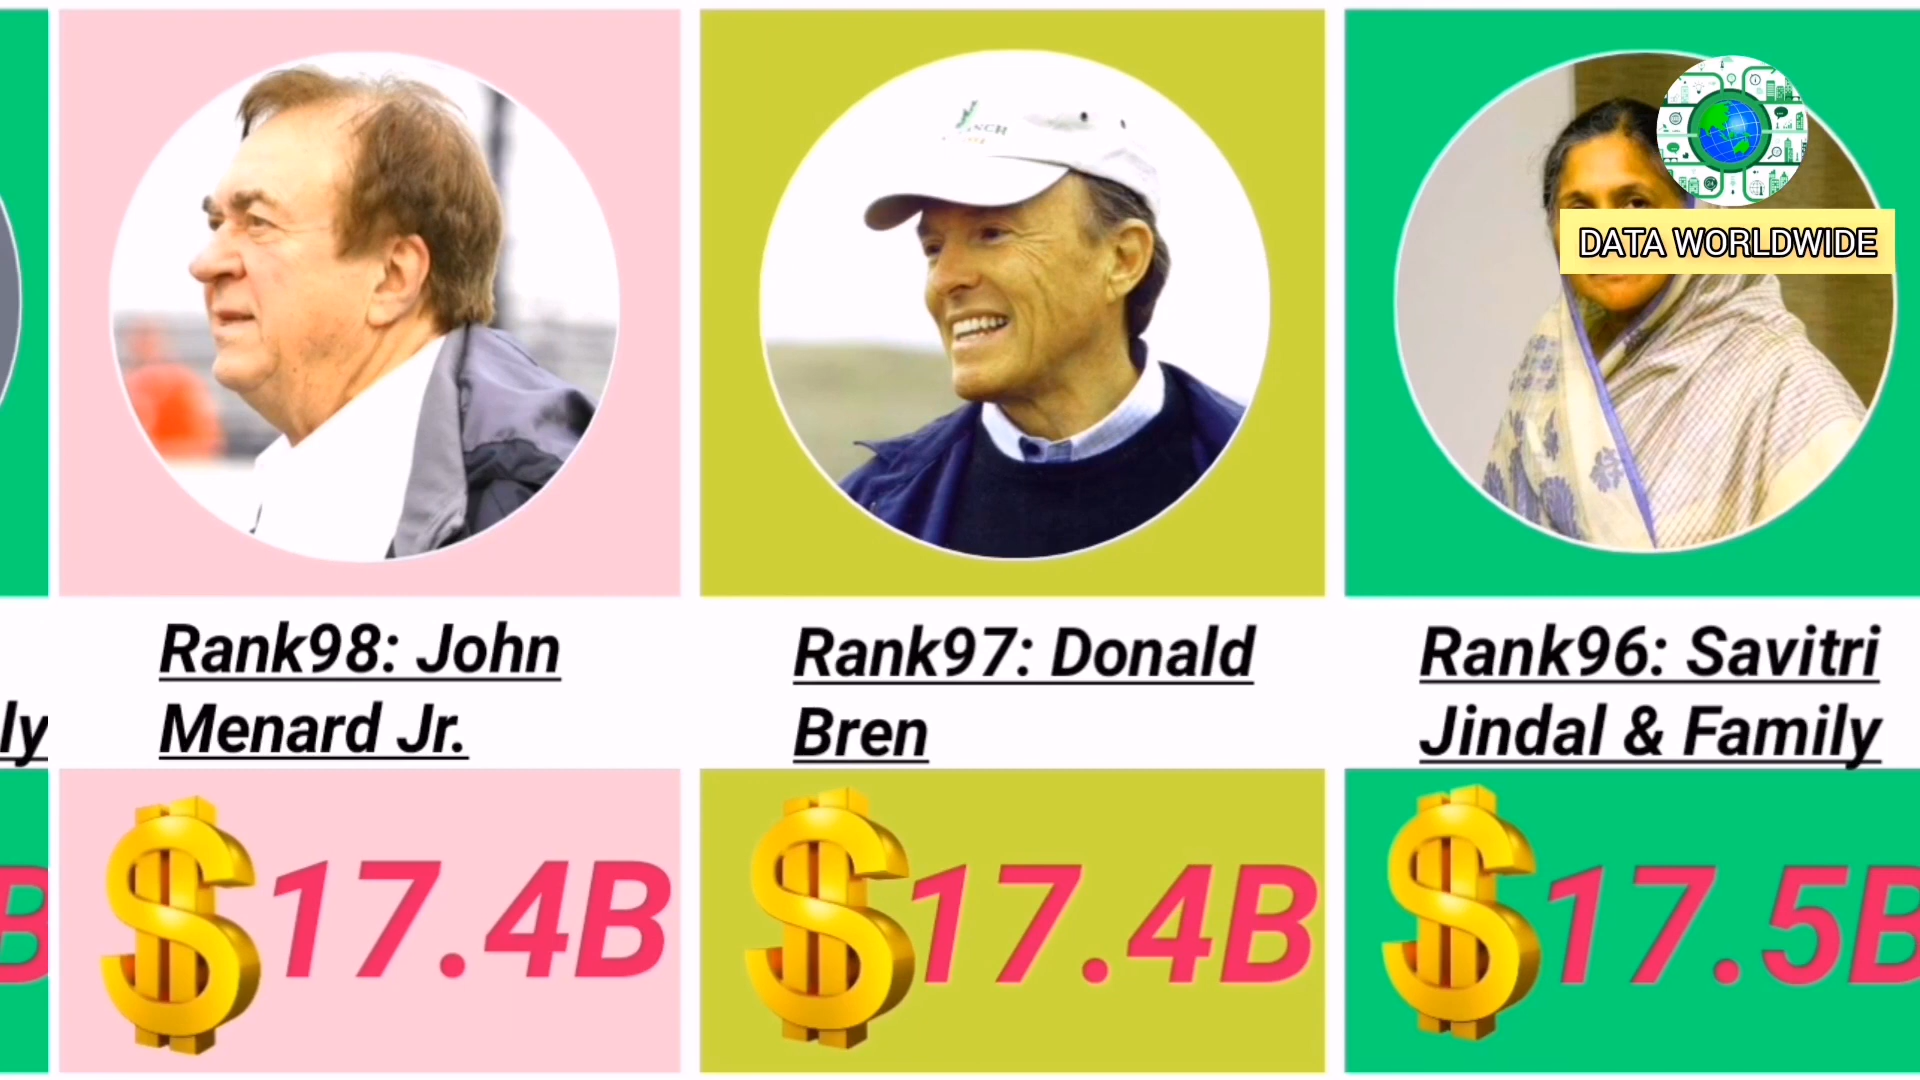 DATA WORLDWIDE
Rank98: John
Menard Jr.
Rank97: Donald
Bren
Rank96: Savitri
Jindal & Family
ly
$17.4B
$17.4B
$17.5B
B